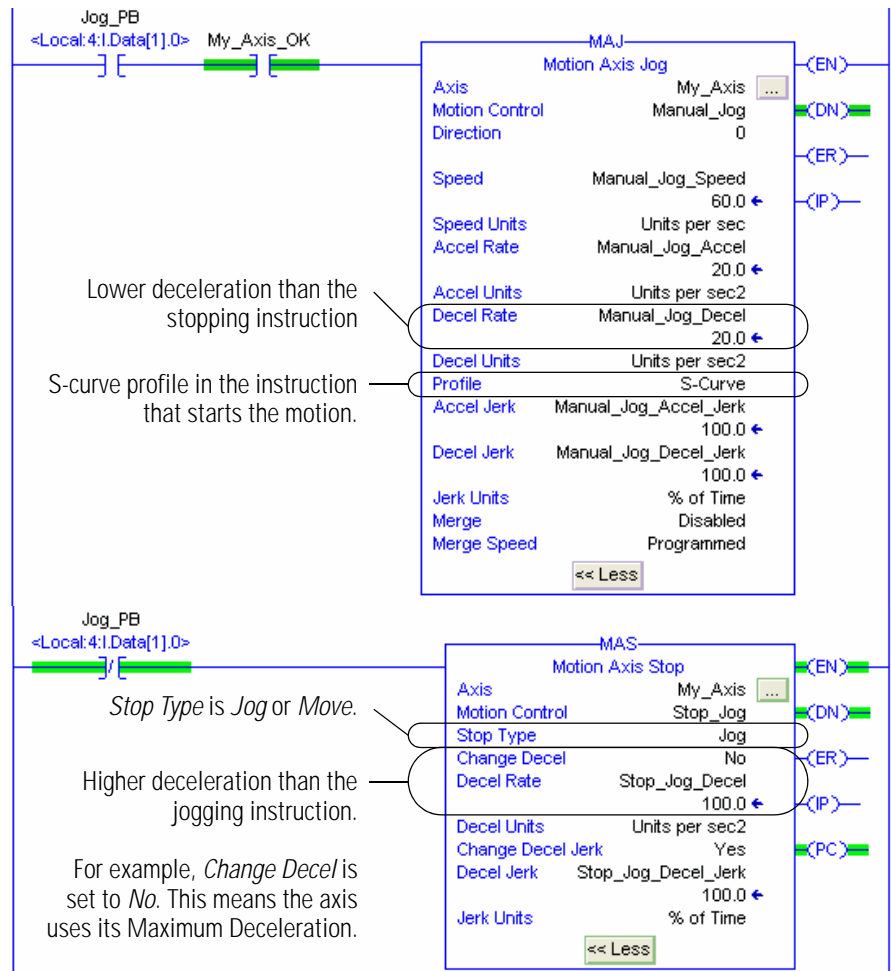 Jog_PB
<Local:4:I.Data[1].0> My_Axis_OK
MAJ
Motion Axis Jog
Axis My_Axis ...
Motion Control Manual_Jog
Direction 0
Speed Manual_Jog_Speed
60.0
Speed Units Units per sec
Accel Rate Manual_Jog_Accel
20.0
Accel Units Units per sec2
Decel Rate Manual_Jog_Decel
20.0
Decel Units Units per sec2
Profile S-Curve
Accel Jerk Manual_Jog_Accel_Jerk
100.0
Decel Jerk Manual_Jog_Decel_Jerk
100.0
Jerk Units % of Time
Merge Disabled
Merge Speed Programmed
<< Less
(EN)
(DN)
(ER)
(IP)
Lower deceleration than the
stopping instruction
S-curve profile in the instruction
that starts the motion.
Jog_PB
<Local:4:I.Data[1].0>
MAS
Motion Axis Stop
Axis My_Axis ...
Motion Control Stop_Jog
Stop Type Jog
Change Decel No
Decel Rate Stop_Jog_Decel
100.0
Decel Units Units per sec2
Change Decel Jerk Yes
Decel Jerk Stop_Jog_Decel_Jerk
100.0
Jerk Units % of Time
<< Less
(EN)
(DN)
(ER)
(IP)
(PC)
Stop Type is Jog or Move.
Higher deceleration than the
jogging instruction.
For example, Change Decel is
set to No. This means the axis
uses its Maximum Deceleration.